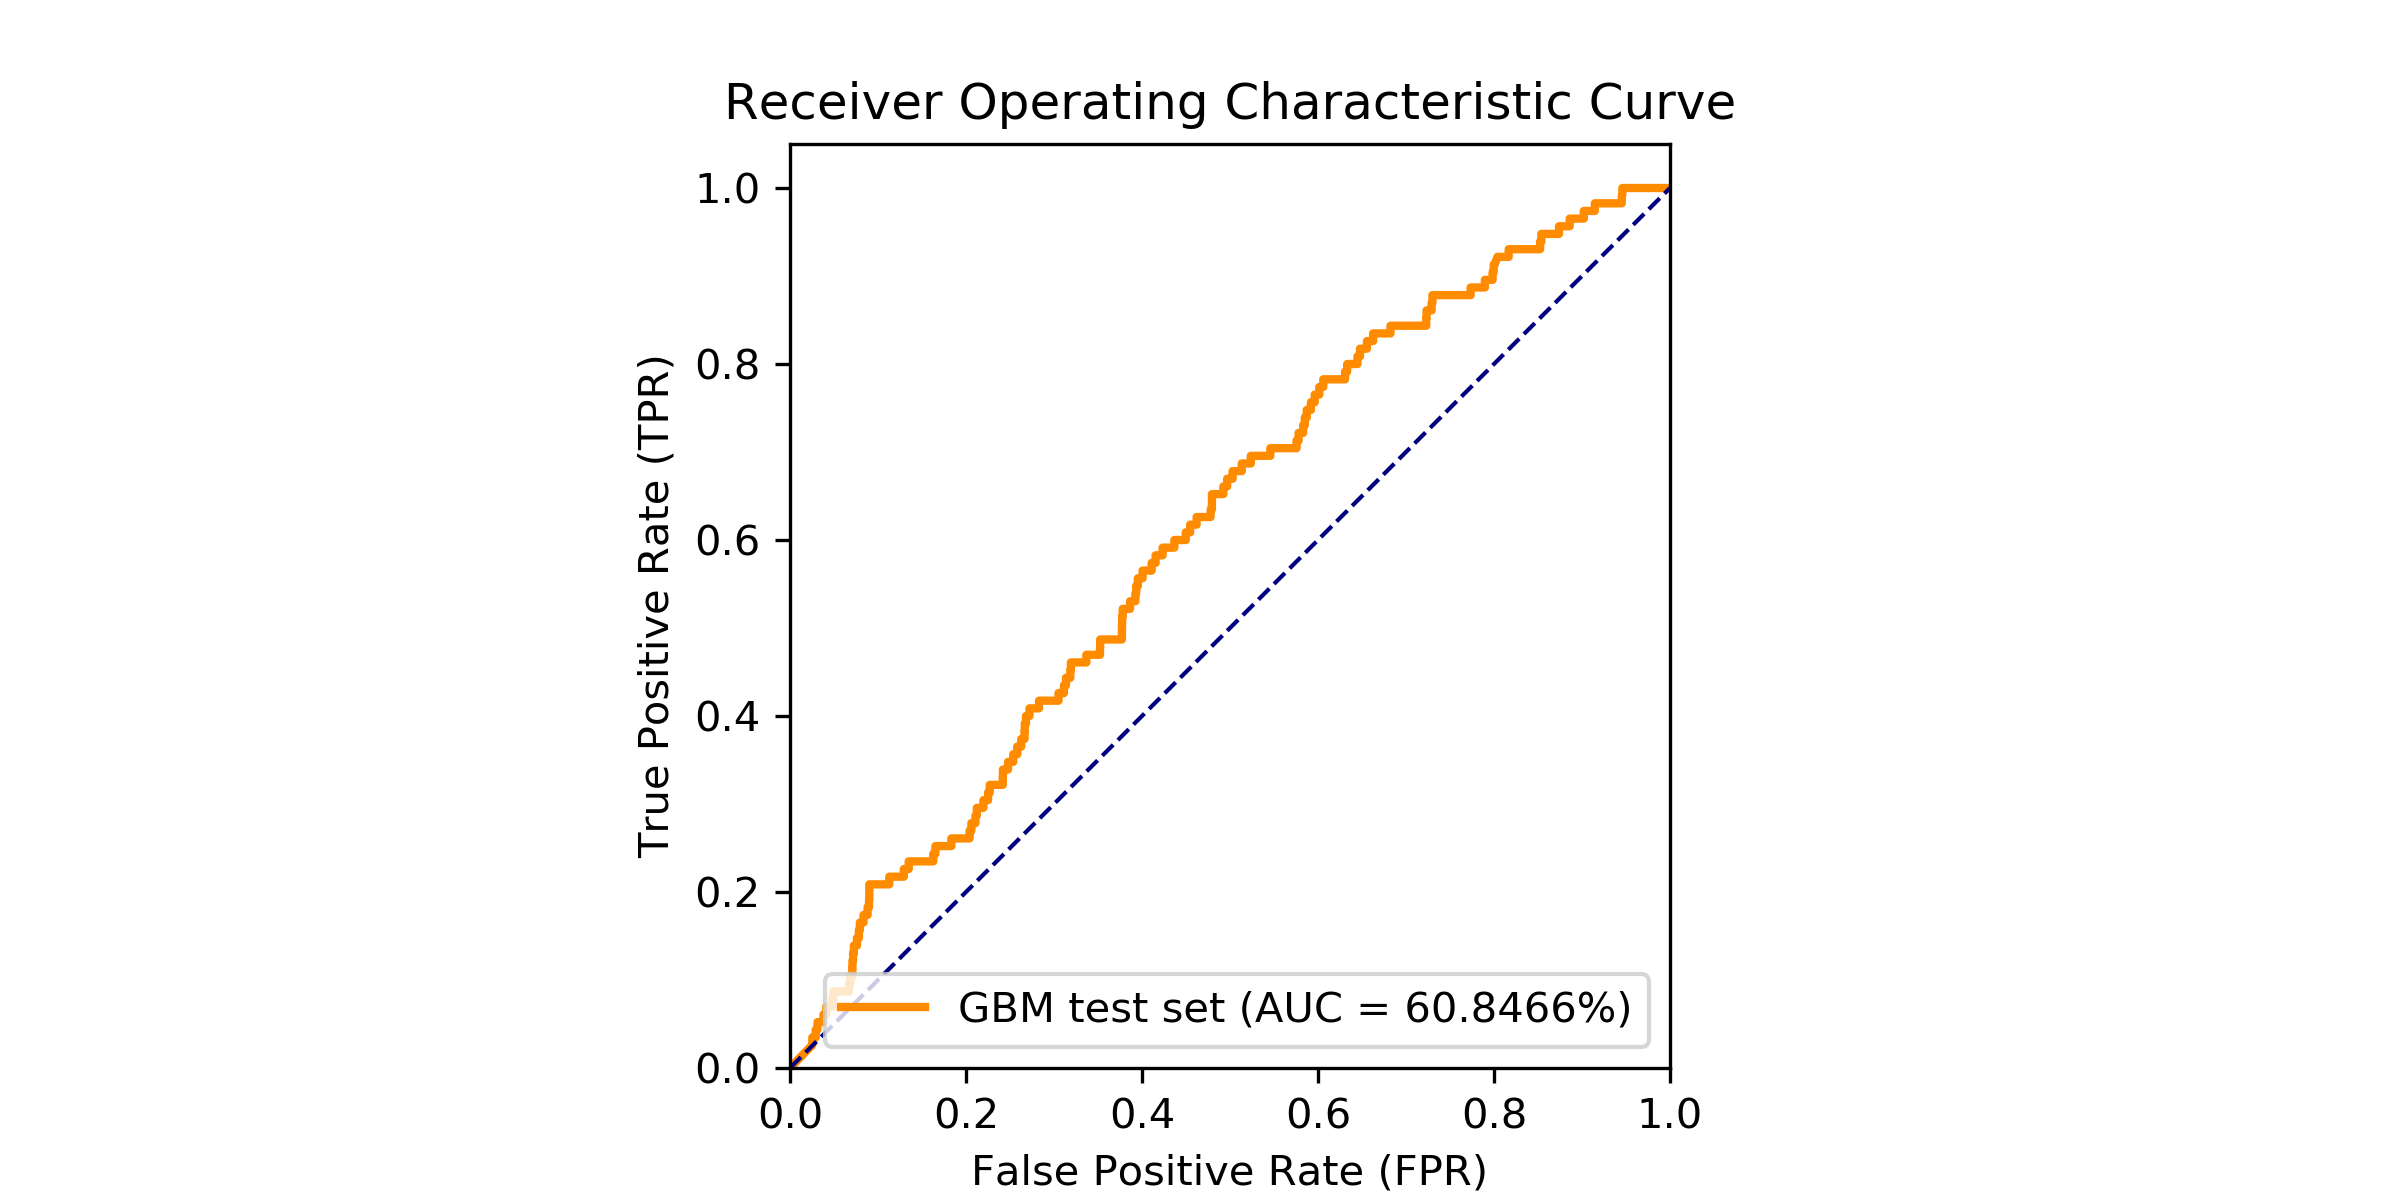 Receiver Operating Characteristic Curve
1.0
0.8
0.6
0.4
0.2
0.0
True Positive Rate (TPR)
GBM test set (AUC = 60.8466%)
0.0 0.2 0.4 0.6 0.8 1.0
False Positive Rate (FPR)